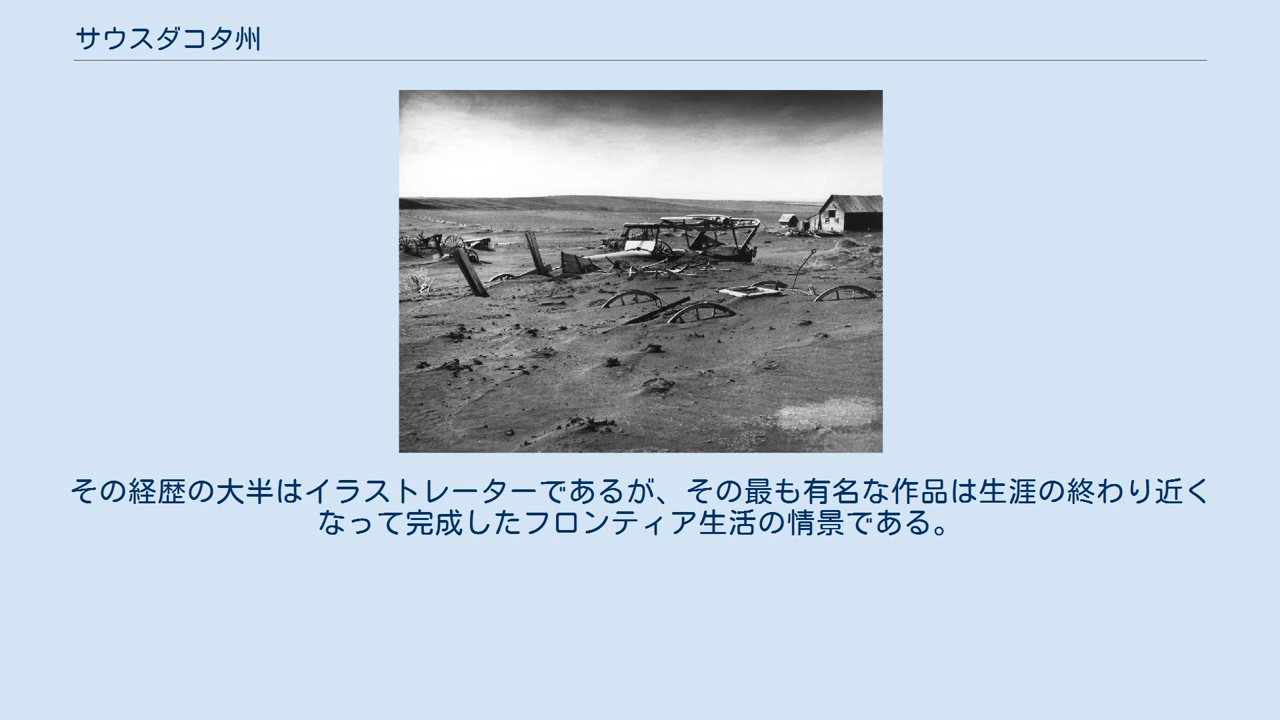 サウスダコタ州
その経歴の大半はイラストレーターであるが、その最も有名な作品は生涯の終わり近く
なって完成したフロンティア生活の情景である。